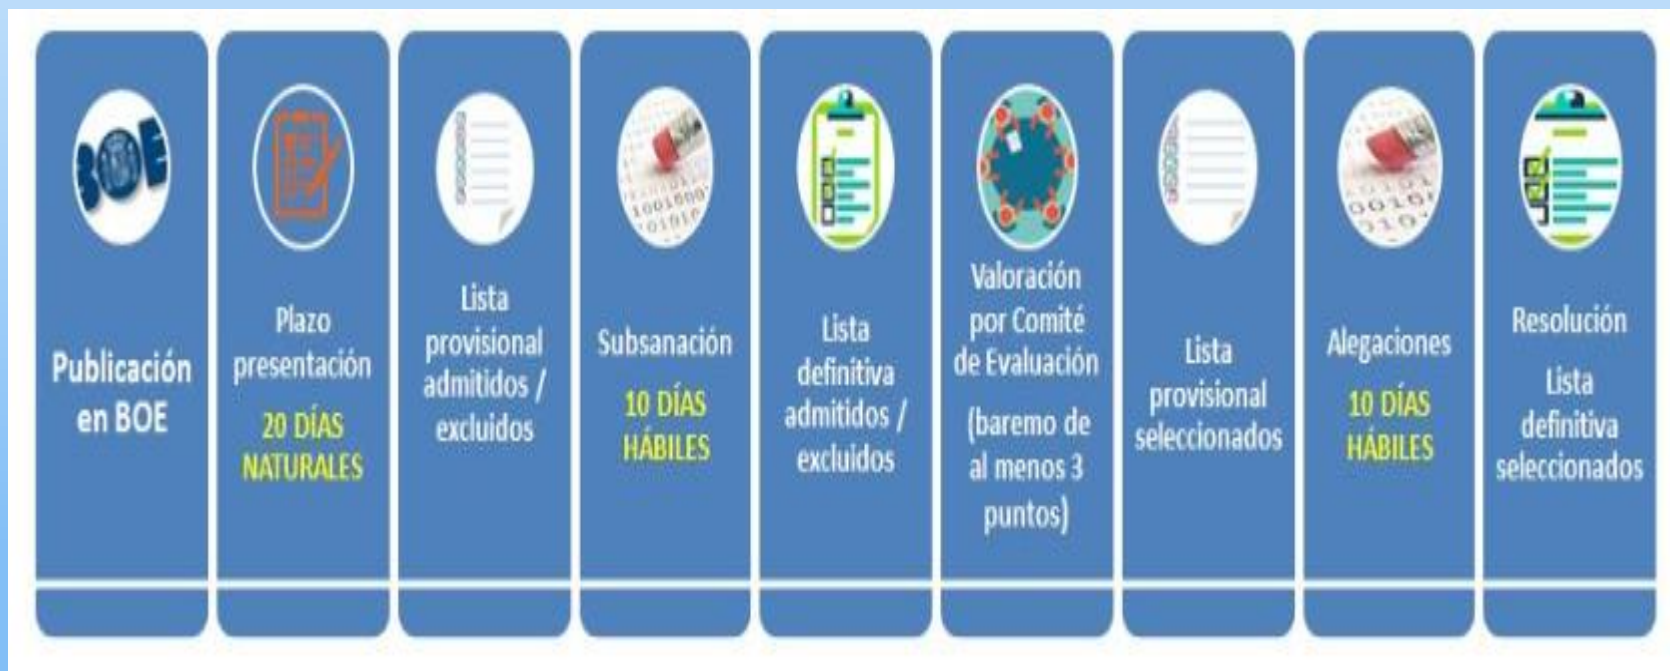 BOE
Publicación
en BOE
Plazo
presentación
20 DÍAS
NATURALES
Lista
provisional
admitidos /
excluidos
Subsanación
10 DÍAS
HÁBILES
Lista
definitiva
admitidos /
excluidos
Valoración
por Comité
de Evaluación
(baremo de
al menos 3
puntos)
Lista
provisional
seleccionados
Alegaciones
10 DÍAS
HÁBILES
Resolución
Lista
definitiva
seleccionados